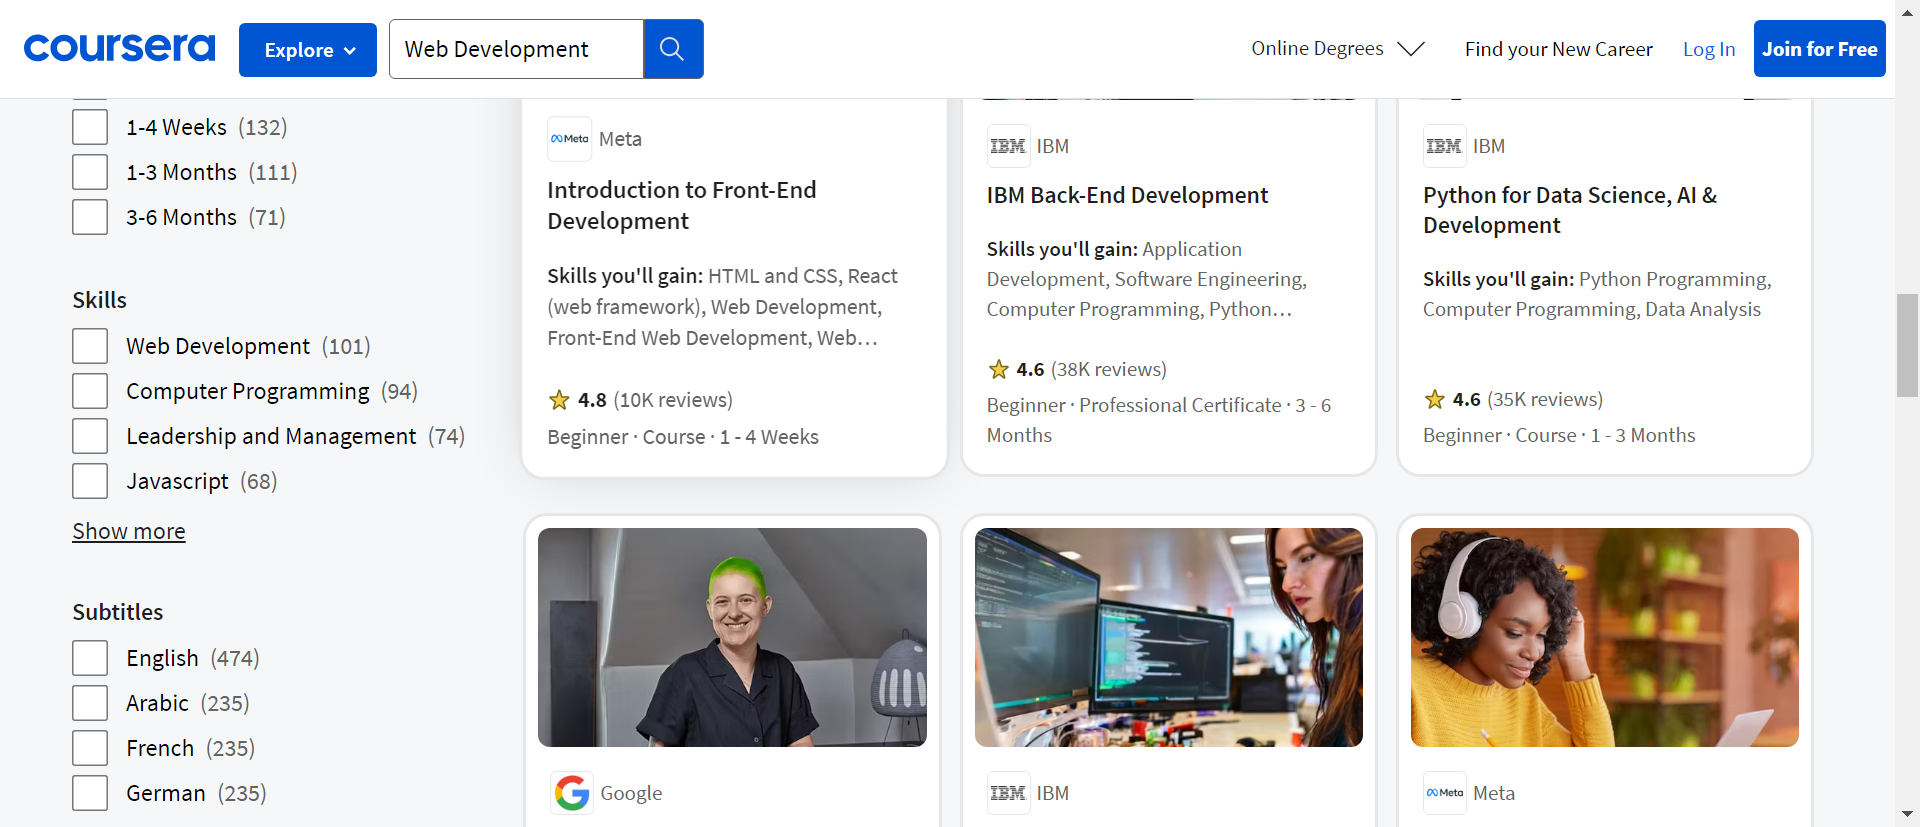 coursera
Explore
Web Development
Online Degrees
Find your New Career
Log In
Join for Free
1-4 Weeks (132)
1-3 Months (111)
3-6 Months (71)
Skills
Web Development (101)
Computer Programming (94)
Leadership and Management (74)
Javascript (68)
Show more
Subtitles
English (474)
Arabic (235)
French (235)
German (235)
Meta Meta
Introduction to Front-End
Development
Skills you'll gain: HTML and CSS, React
(web framework), Web Development,
Front-End Web Development, Web...
4.8 (10K reviews)
Beginner · Course · 1 - 4 Weeks
IBM IBM
IBM Back-End Development
Skills you'll gain: Application
Development, Software Engineering,
Computer Programming, Python...
4.6 (38K reviews)
Beginner · Professional Certificate · 3 - 6
Months
IBM IBM
Python for Data Science, AI &
Development
Skills you'll gain: Python Programming,
Computer Programming, Data Analysis
4.6 (35K reviews)
Beginner · Course · 1 - 3 Months
Google
IBM IBM
Meta Meta